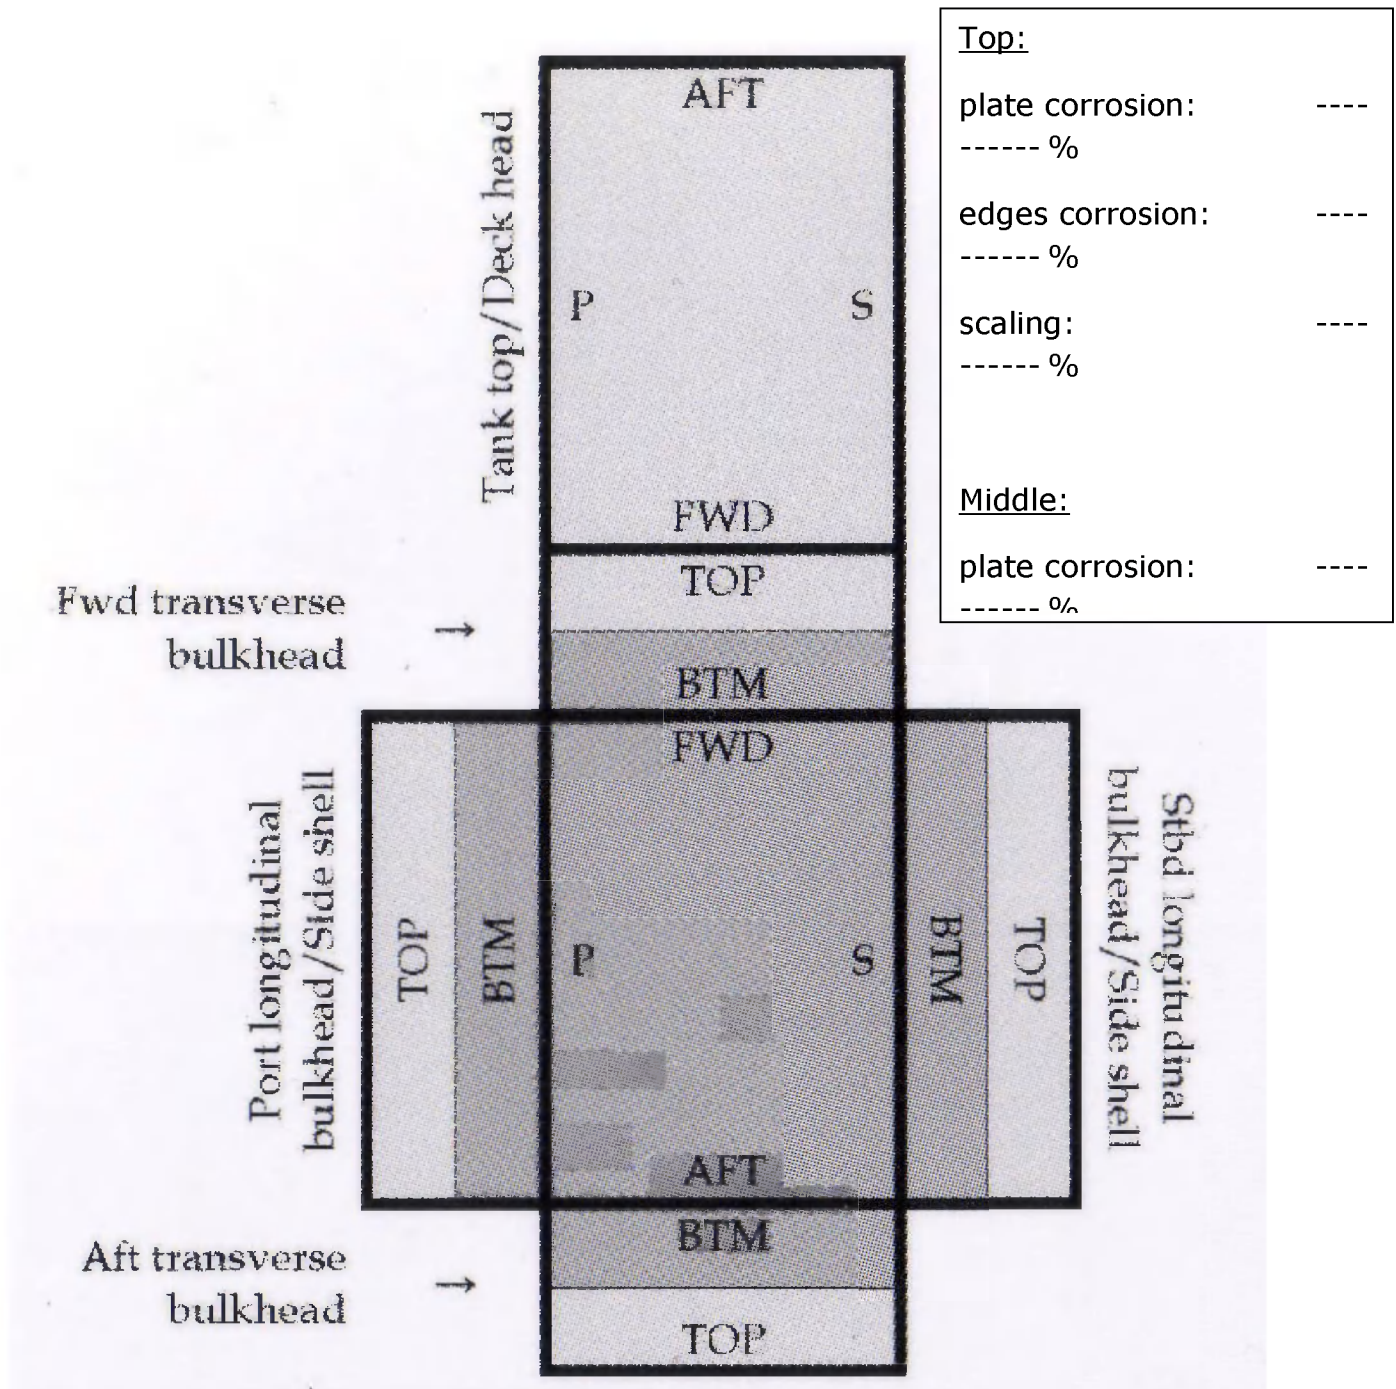 Top:
plate corrosion: ----
------ %
edges corrosion: ----
------ %
scaling: ----
------ %
Middle:
plate corrosion: ----
------ %
Tank top/Deck head
AFT
P S
FWD
Fwd transverse
bulkhead
→
TOP
BTM
Port longitudinal
bulkhead/Side shell
TOP
BTM
FWD
P S
AFT
BTM
TOP
Stbd longitudinal
bulkhead/Side shell
Aft transverse
bulkhead
→
BTM
TOP